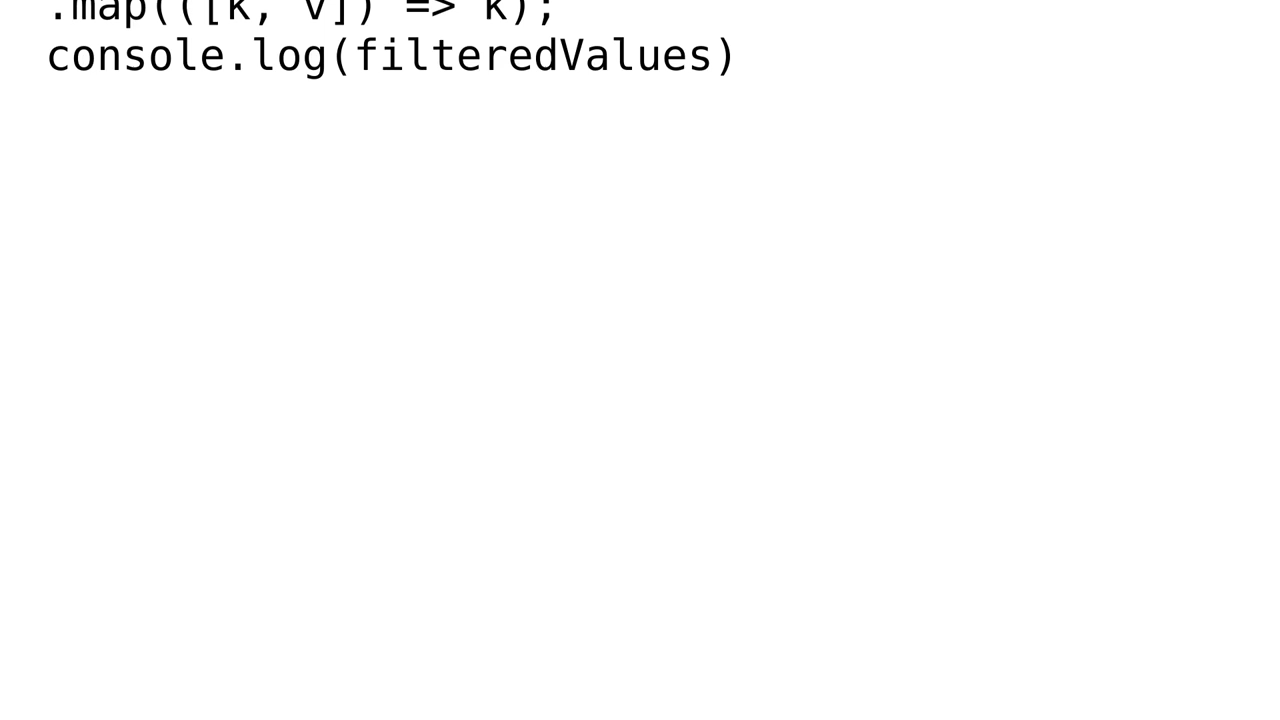 .map(([k, v]) => k);
console.log(filteredValues)